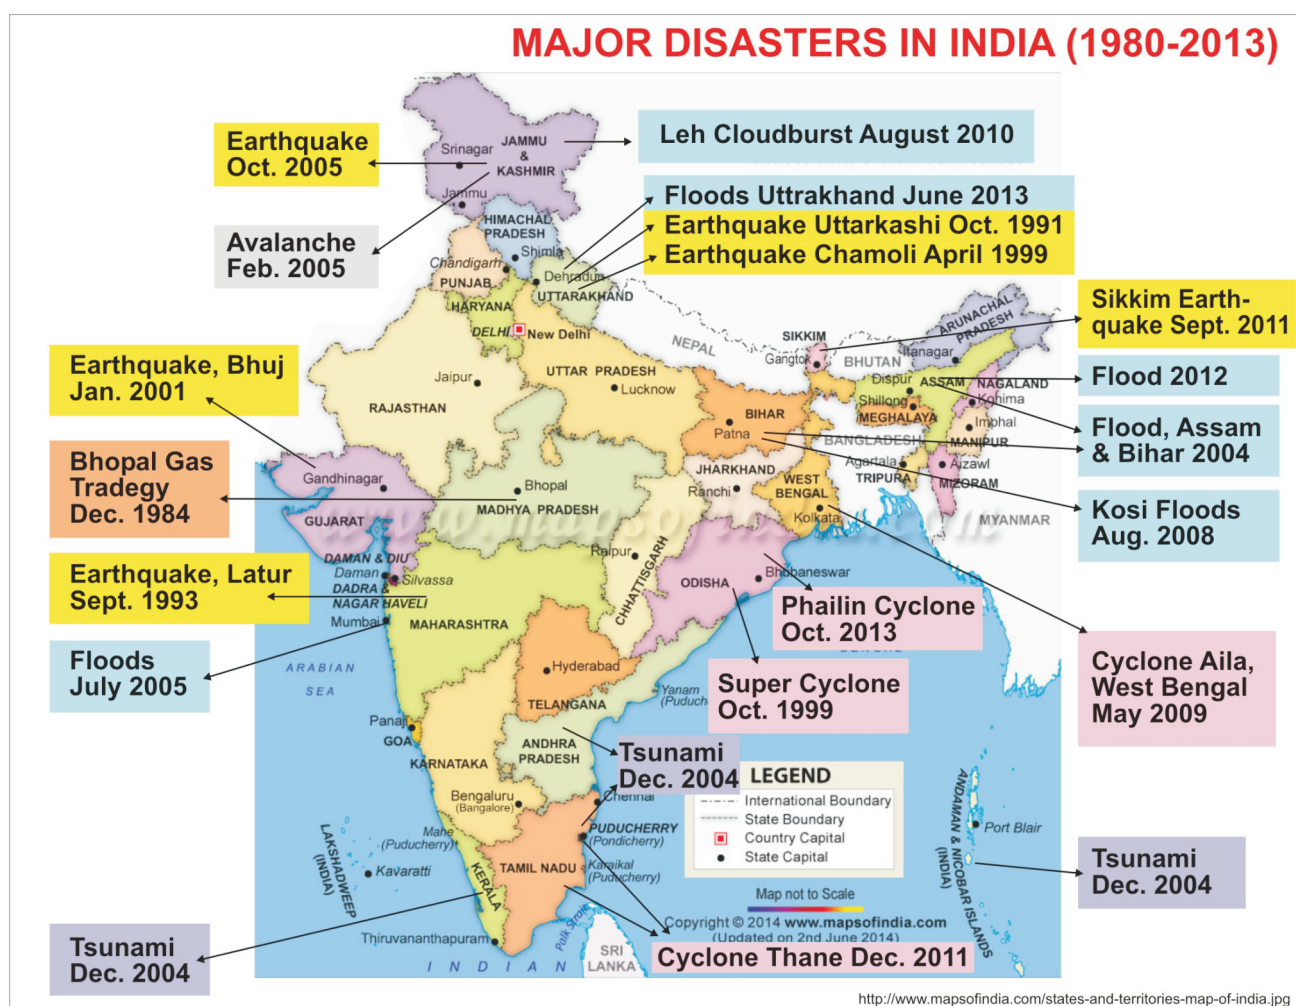 MAJOR DISASTERS IN INDIA (1980-2013)
Earthquake
Oct. 2005
Avalanche
Feb. 2005
Leh Cloudburst August 2010
Floods Uttrakhand June 2013
Earthquake Uttarkashi Oct. 1991
Earthquake Chamoli April 1999
Sikkim Earth-
quake Sept. 2011
Flood 2012
Flood, Assam
& Bihar 2004
Kosi Floods
Aug. 2008
Cyclone Aila,
West Bengal
May 2009
Earthquake, Bhuj
Jan. 2001
Bhopal Gas
Tradegy
Dec. 1984
Earthquake, Latur
Sept. 1993
Floods
July 2005
Tsunami
Dec. 2004
Phailin Cyclone
Oct. 2013
Super Cyclone
Oct. 1999
Tsunami
Dec. 2004
Tsunami
Dec. 2004
Cyclone Thane Dec. 2011
JAMMU
&
KASHMIR
Srinagar
Jammu
HIMACHAL
PRADESH
Shimla
Chandigarh
PUNJAB
Dehradun
UTTARAKHAND
HARYANA
DELHI
New Delhi
RAJASTHAN
Jaipur
UTTAR PRADESH
Lucknow
NEPAL
SIKKIM
Gangtok
BHUTAN
ARUNACHAL
PRADESH
Itanagar
Dispur
ASSAM
NAGALAND
Kohima
Shillong
MEGHALAYA
Imphal
MANIPUR
BANGLADESH
Agartala
TRIPURA
Aizawl
MIZORAM
MYANMAR
BIHAR
Patna
JHARKHAND
Ranchi
WEST
BENGAL
Kolkata
Gandhinagar
GUJARAT
Bhopal
MADHYA PRADESH
www.mapsofindia.com
Raipur
CHHATTISGARH
ODISHA
Bhubaneswar
DAMAN & DIU
Daman
Silvassa
DADRA &
NAGAR HAVELI
Mumbai
MAHARASHTRA
ARABIAN
SEA
Hyderabad
TELANGANA
Yanam
Panaji
GOA
KARNATAKA
ANDHRA
PRADESH
Bengaluru
(Bangalore)
Chennai
Mahe
(Puducherry)
PUDUCHERRY
(Pondicherry)
TAMIL NADU
Karaikal
(Puducherry)
KERALA
LAKSHADWEEP
(INDIA)
Kavaratti
Thiruvananthapuram
Palk Strait
SRI
LANKA
INDIAN
ANDAMAN & NICOBAR ISLANDS
(INDIA)
Port Blair
LEGEND
International Boundary
State Boundary
Country Capital
State Capital
Map not to Scale
Copyright © 2014 www.mapsofindia.com
(Updated on 2nd June 2014)
http://www.mapsofindia.com/states-and-territories-map-of-india.jpg